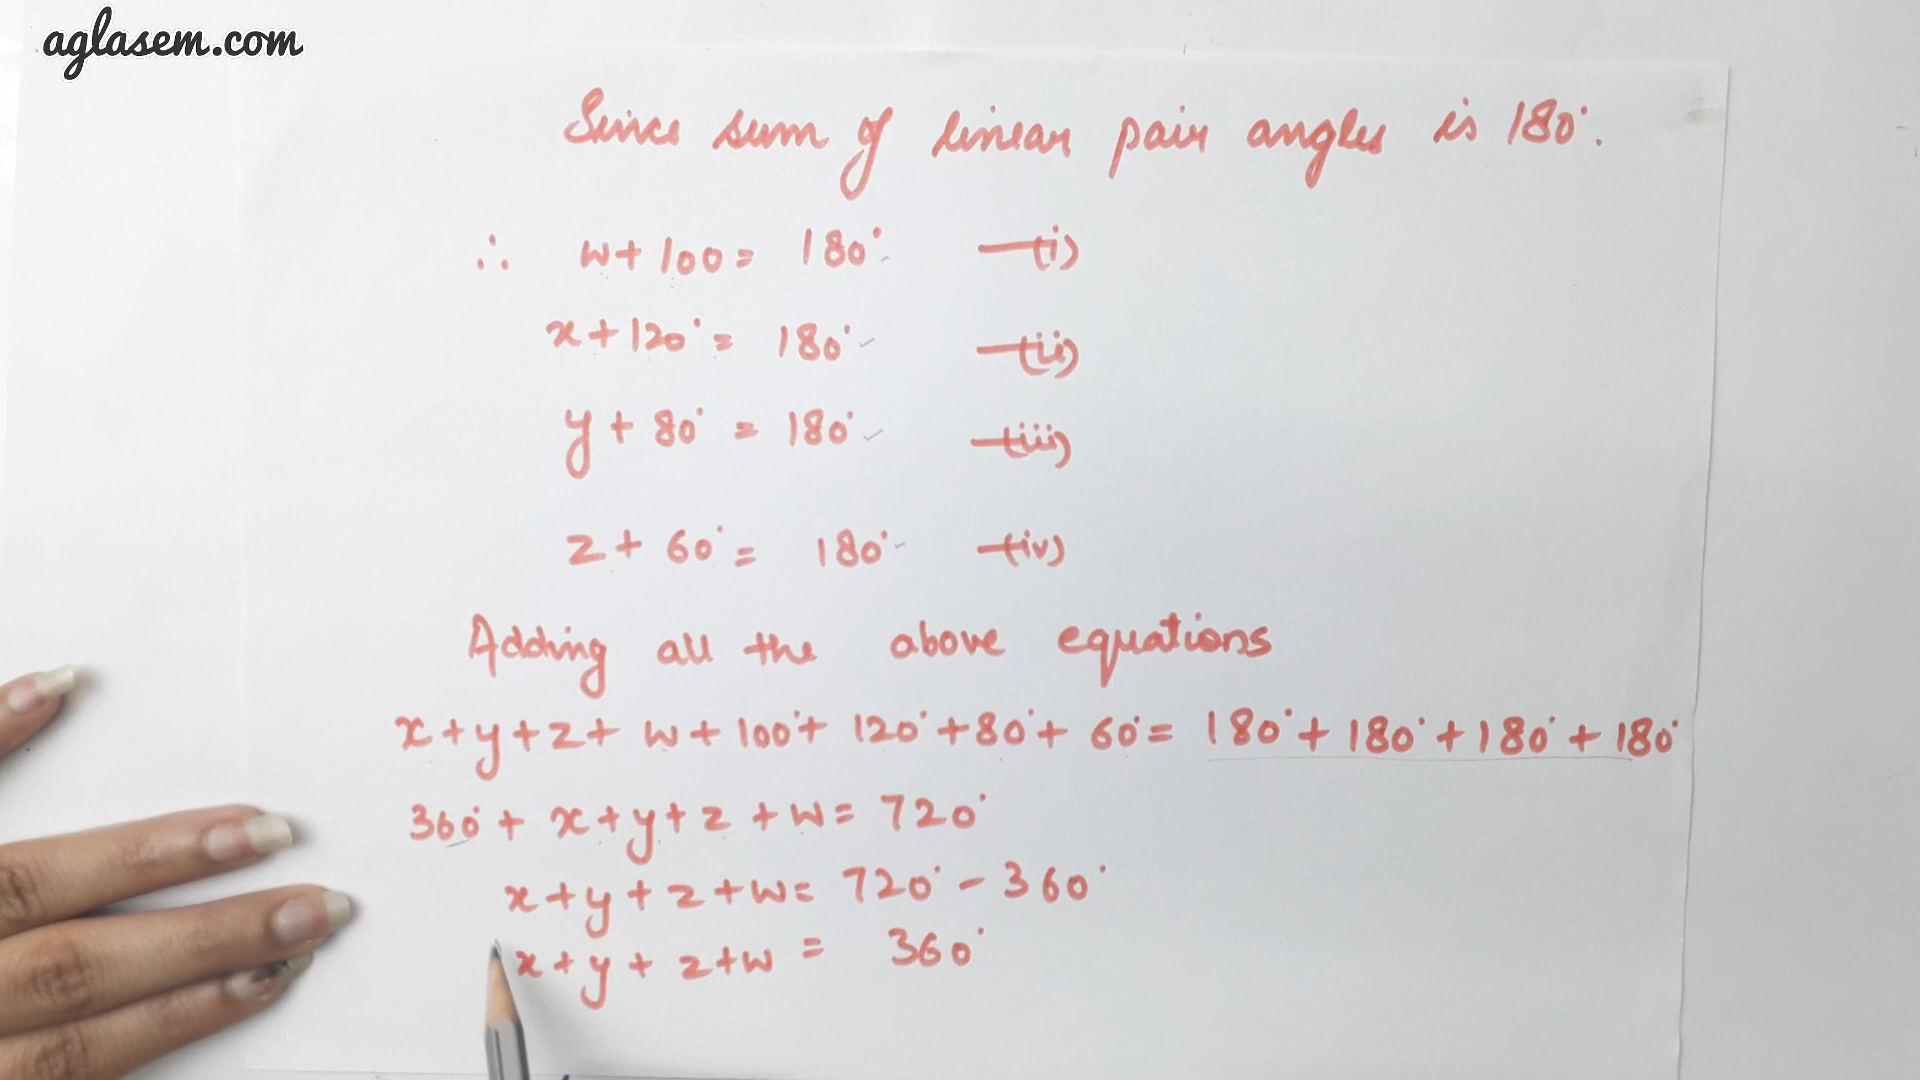 aglasem.com
Since sum of linear pair angles is 180°.
∴ w + 100 = 180° —(i)
x + 120° = 180° —(ii)
y + 80° = 180° —(iii)
z + 60° = 180° —(iv)
Adding all the above equations
x + y + z + w + 100° + 120° + 80° + 60° = 180° + 180° + 180° + 180°
360° + x + y + z + w = 720°
x + y + z + w = 720° - 360°
x + y + z + w = 360°